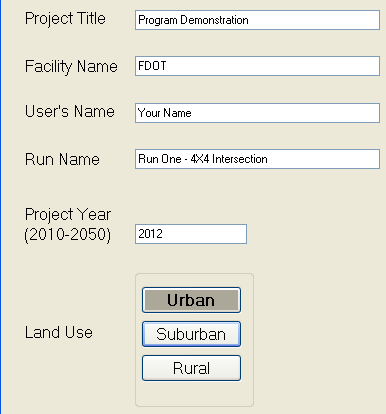 Project Title Program Demonstration
Facility Name FDOT
User's Name Your Name
Run Name Run One - 4X4 Intersection
Project Year
(2010-2050) 2012
Urban
Land Use Suburban
Rural